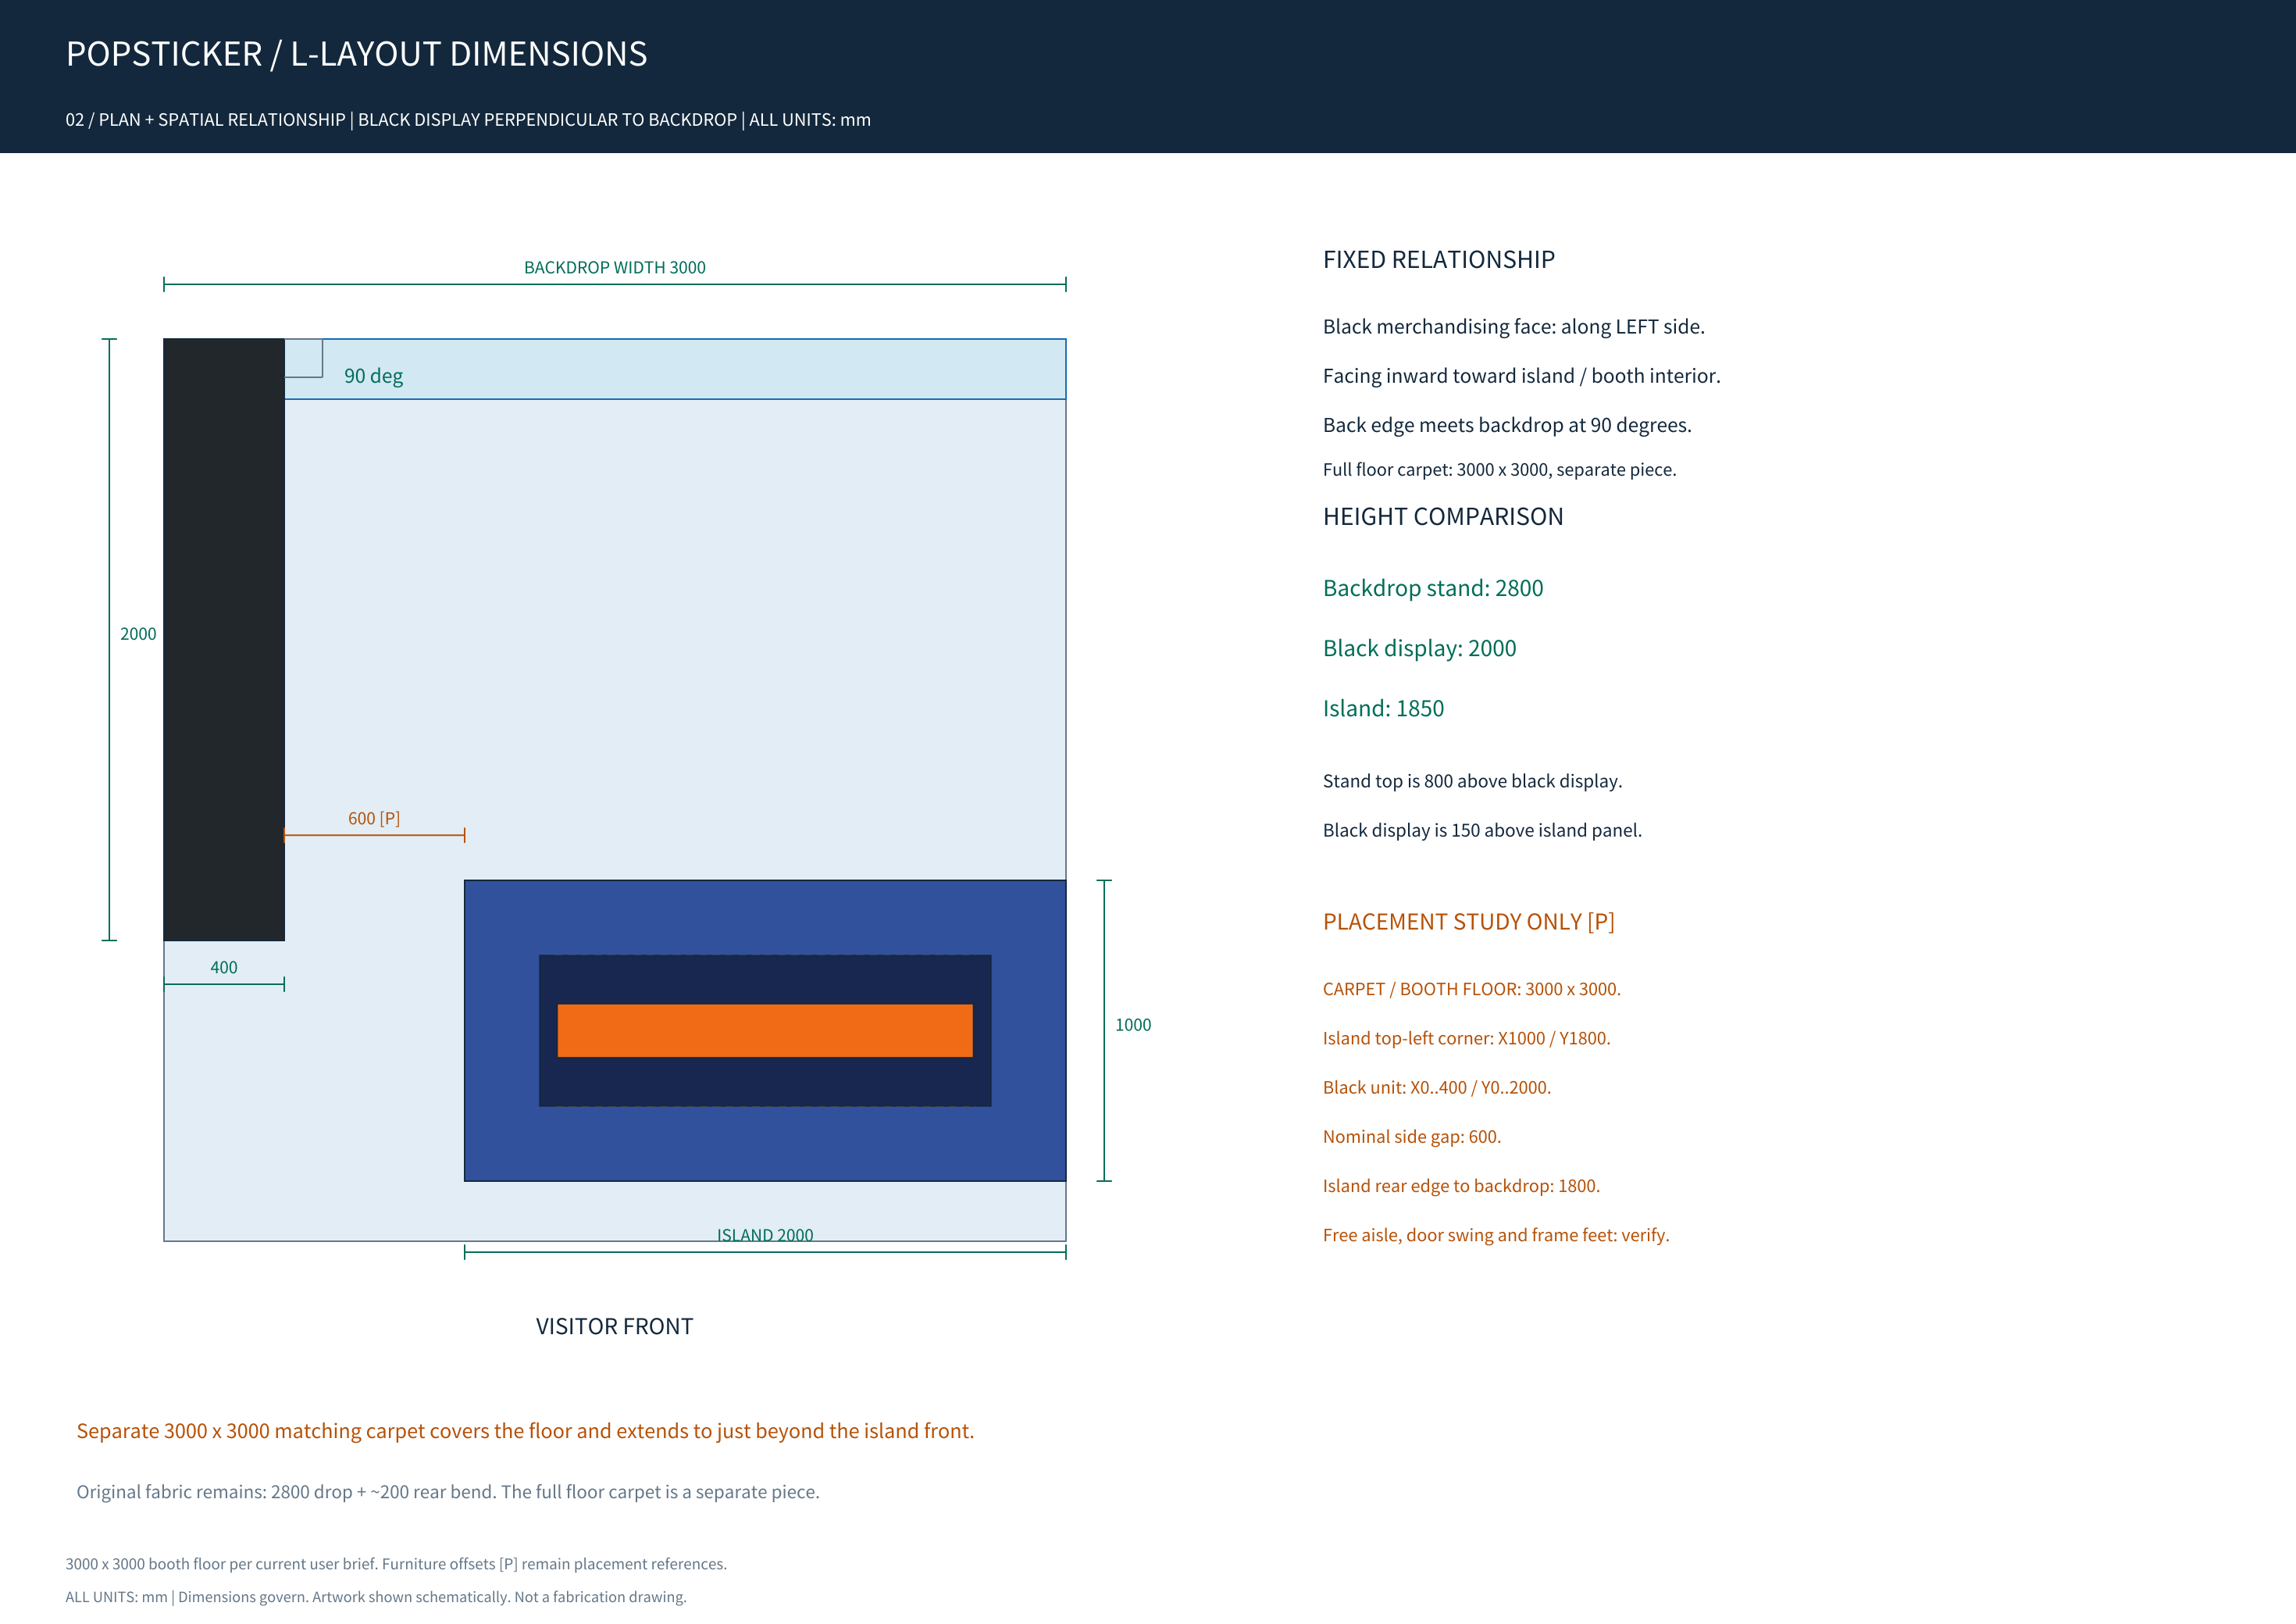 POPSTICKER / L-LAYOUT DIMENSIONS
02 / PLAN + SPATIAL RELATIONSHIP | BLACK DISPLAY PERPENDICULAR TO BACKDROP | ALL UNITS: mm
BACKDROP WIDTH 3000
90 deg
2000
600 [P]
400
1000
ISLAND 2000
VISITOR FRONT
FIXED RELATIONSHIP
Black merchandising face: along LEFT side.
Facing inward toward island / booth interior.
Back edge meets backdrop at 90 degrees.
Full floor carpet: 3000 x 3000, separate piece.
HEIGHT COMPARISON
Backdrop stand: 2800
Black display: 2000
Island: 1850
Stand top is 800 above black display.
Black display is 150 above island panel.
PLACEMENT STUDY ONLY [P]
CARPET / BOOTH FLOOR: 3000 x 3000.
Island top-left corner: X1000 / Y1800.
Black unit: X0..400 / Y0..2000.
Nominal side gap: 600.
Island rear edge to backdrop: 1800.
Free aisle, door swing and frame feet: verify.
Separate 3000 x 3000 matching carpet covers the floor and extends to just beyond the island front.
Original fabric remains: 2800 drop + ~200 rear bend. The full floor carpet is a separate piece.
3000 x 3000 booth floor per current user brief. Furniture offsets [P] remain placement references.
ALL UNITS: mm | Dimensions govern. Artwork shown schematically. Not a fabrication drawing.